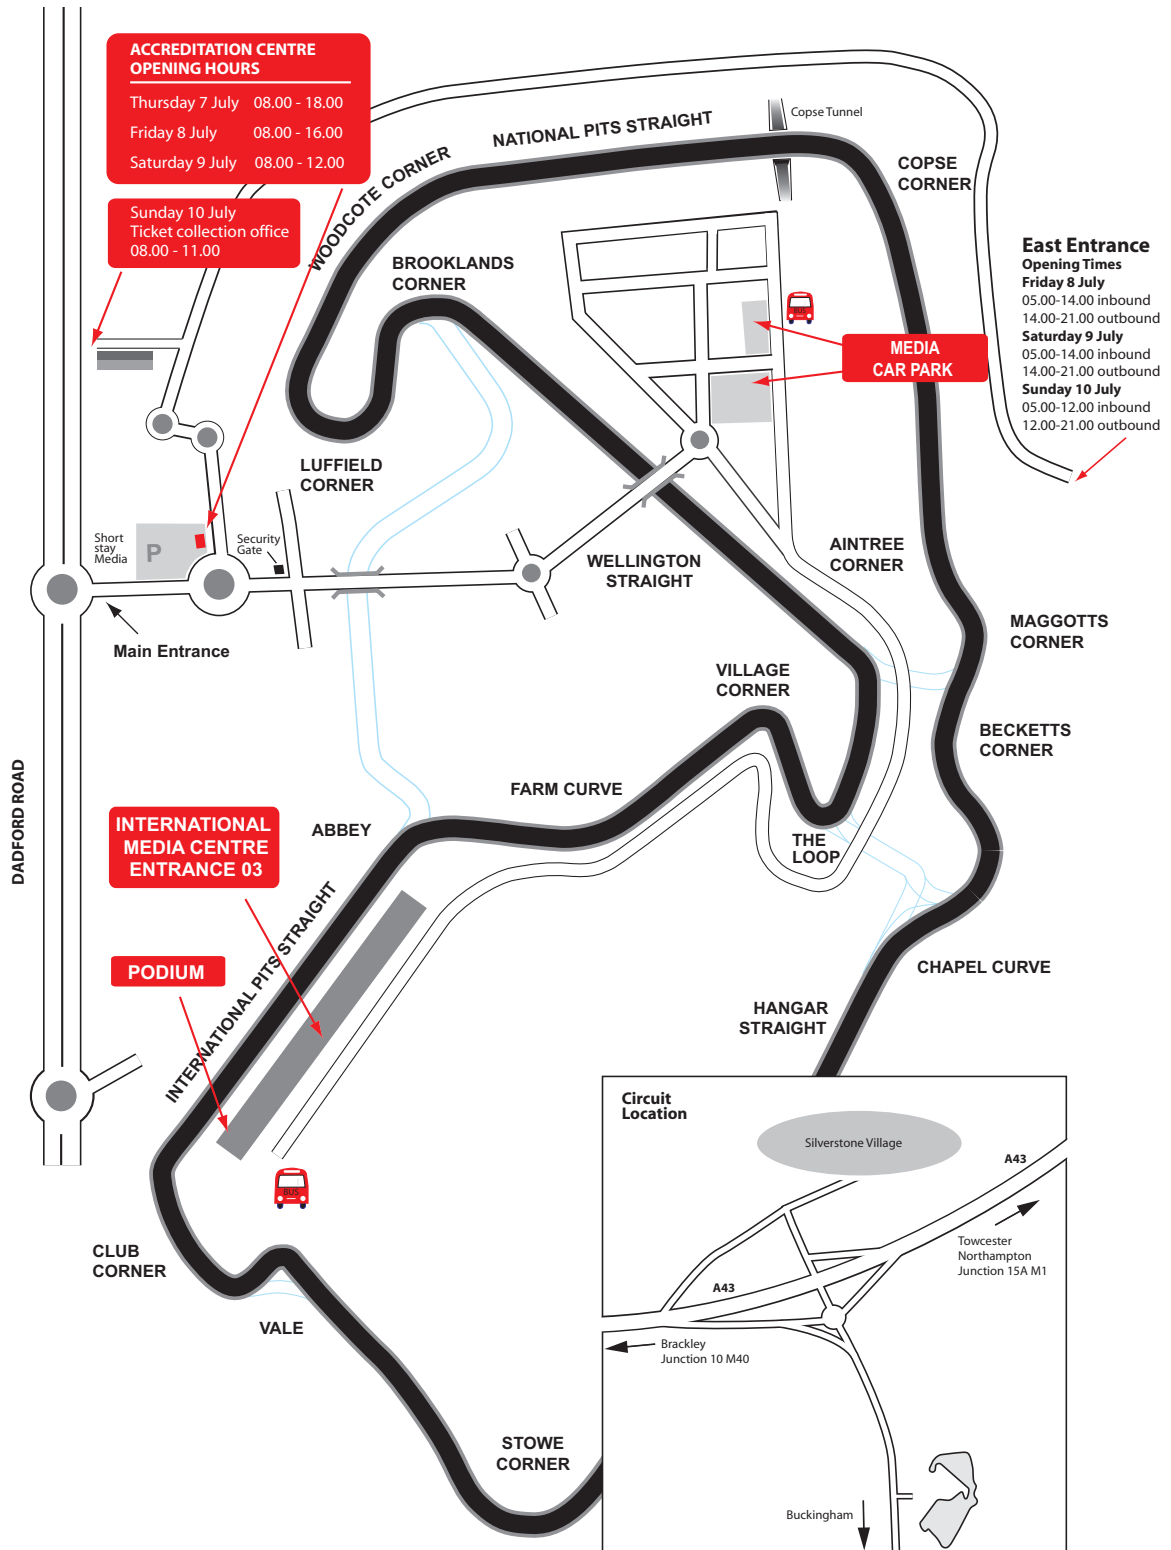 ACCREDITATION CENTRE
OPENING HOURS
Thursday 7 July 08.00 - 18.00
Friday 8 July 08.00 - 16.00
Saturday 9 July 08.00 - 12.00
Sunday 10 July
Ticket collection office
08.00 - 11.00
NATIONAL PITS STRAIGHT
Copse Tunnel
COPSE
CORNER
WOODCOTE CORNER
BROOKLANDS
CORNER
East Entrance
Opening Times
Friday 8 July
05.00-14.00 inbound
14.00-21.00 outbound
Saturday 9 July
05.00-14.00 inbound
14.00-21.00 outbound
Sunday 10 July
05.00-12.00 inbound
12.00-21.00 outbound
BUS
MEDIA
CAR PARK
LUFFIELD
CORNER
Short
stay
Media
P
Security
Gate
WELLINGTON
STRAIGHT
AINTREE
CORNER
Main Entrance
MAGGOTTS
CORNER
VILLAGE
CORNER
BECKETTS
CORNER
DADFORD ROAD
FARM CURVE
ABBEY
THE
LOOP
INTERNATIONAL
MEDIA CENTRE
ENTRANCE 03
INTERNATIONAL PITS STRAIGHT
PODIUM
CHAPEL CURVE
HANGAR
STRAIGHT
BUS
CLUB
CORNER
VALE
STOWE
CORNER
Circuit
Location
Silverstone Village
A43
Towcester
Northampton
Junction 15A M1
A43
Brackley
Junction 10 M40
Buckingham